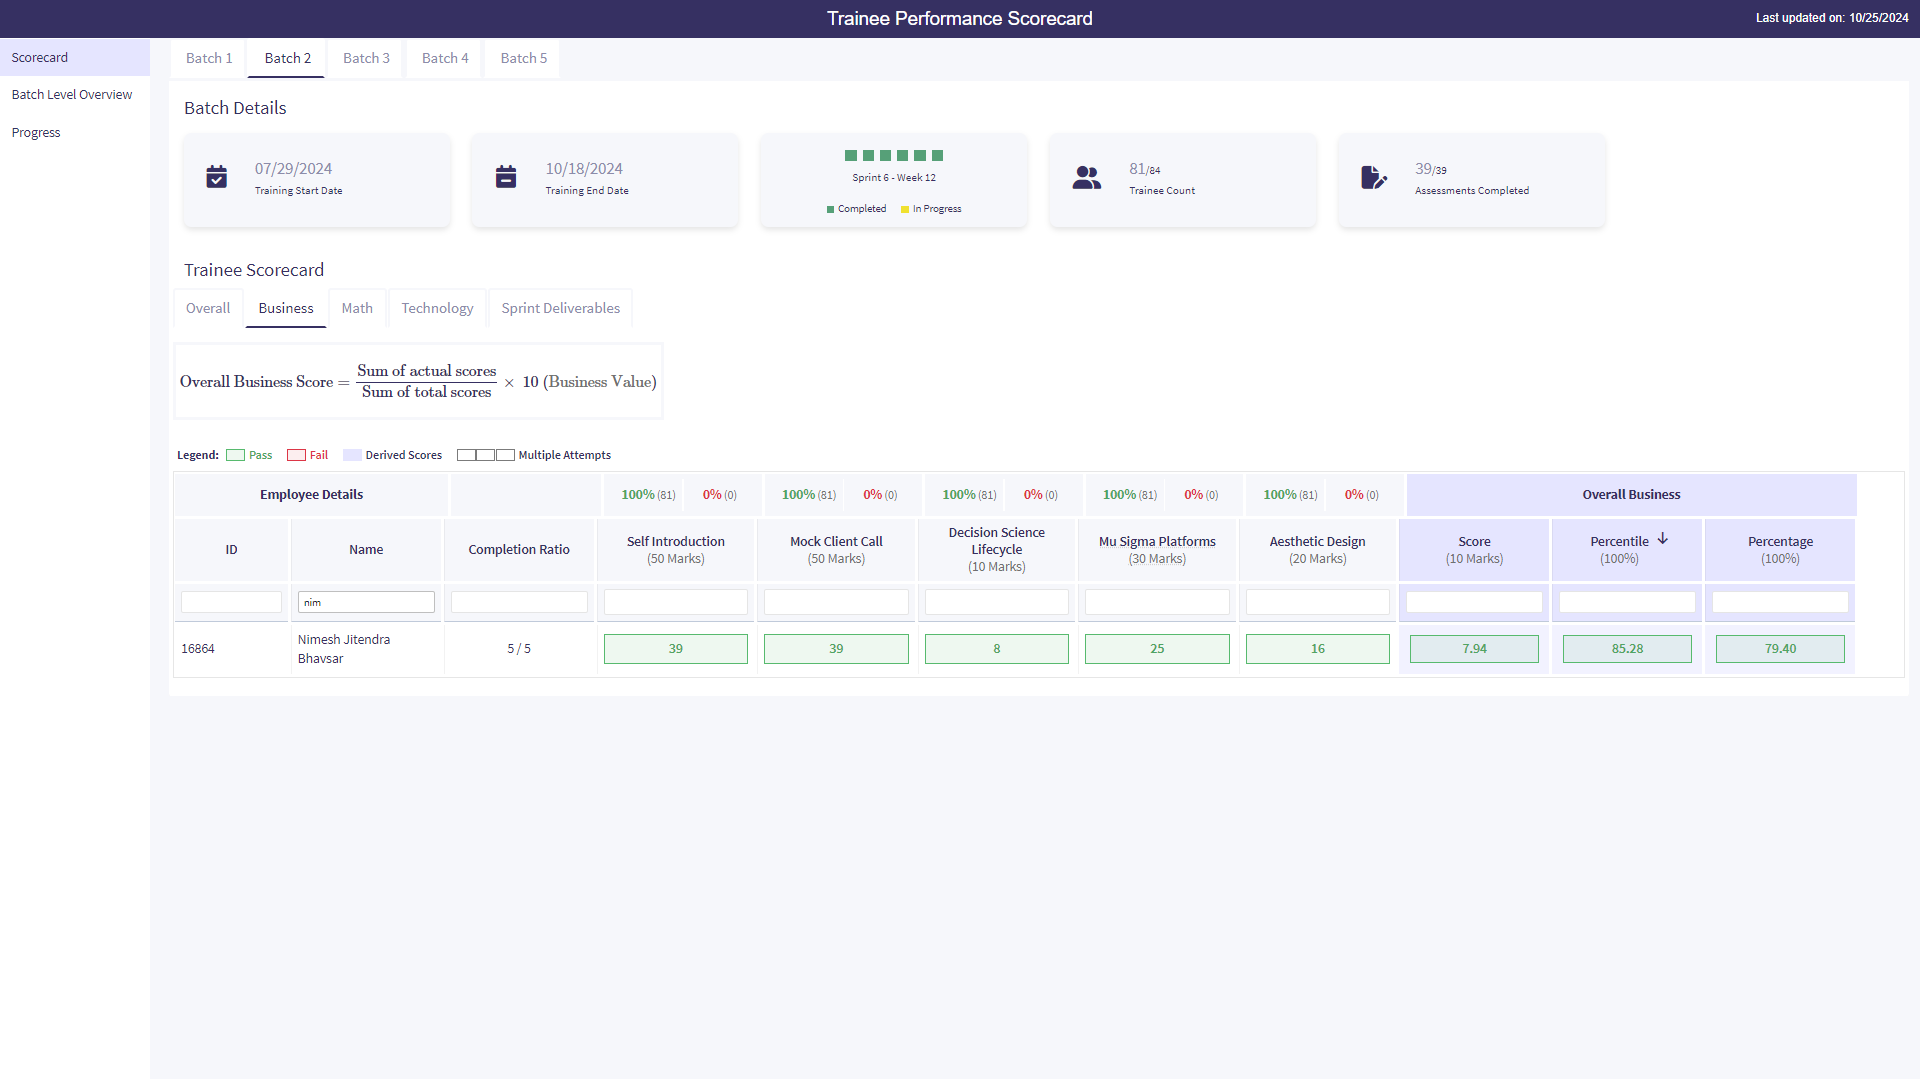 Trainee Performance Scorecard
Last updated on: 10/25/2024
Scorecard
Batch Level Overview
Progress
Batch 1
Batch 2
Batch 3
Batch 4
Batch 5
Batch Details
07/29/2024
Training Start Date
10/18/2024
Training End Date
Sprint 6 - Week 12
Completed
In Progress
81/84
Trainee Count
39/39
Assessments Completed
Trainee Scorecard
Overall
Business
Math
Technology
Sprint Deliverables
Overall Business Score = Sum of actual scores / Sum of total scores × 10 (Business Value)
Legend: Pass Fail Derived Scores Multiple Attempts
Employee Details
100% (81) 0% (0)
100% (81) 0% (0)
100% (81) 0% (0)
100% (81) 0% (0)
100% (81) 0% (0)
Overall Business
ID
Name
Completion Ratio
Self Introduction
(50 Marks)
Mock Client Call
(50 Marks)
Decision Science
Lifecycle
(10 Marks)
Mu Sigma Platforms
(30 Marks)
Aesthetic Design
(20 Marks)
Score
(10 Marks)
Percentile ↓
(100%)
Percentage
(100%)
nim
16864
Nimesh Jitendra
Bhavsar
5 / 5
39
39
8
25
16
7.94
85.28
79.40